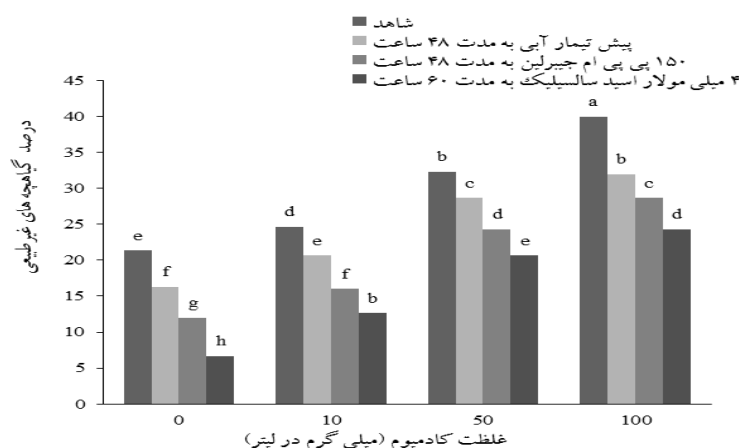 شاهد
پیش تیمار آبی به مدت ۴۸ ساعت
۱۵۰ پی پی ام جیبرلین به مدت ۴۸ ساعت
۴ میلی مولار اسید سالسیلیک به مدت ۶۰ ساعت
درصد گیاهچه های غیرطبیعی
45
40
35
30
25
20
15
10
5
0
e f g h
d e f b
b c d e
a b c d
0 10 50 100
غلظت کادمیوم (میلی گرم در لیتر)